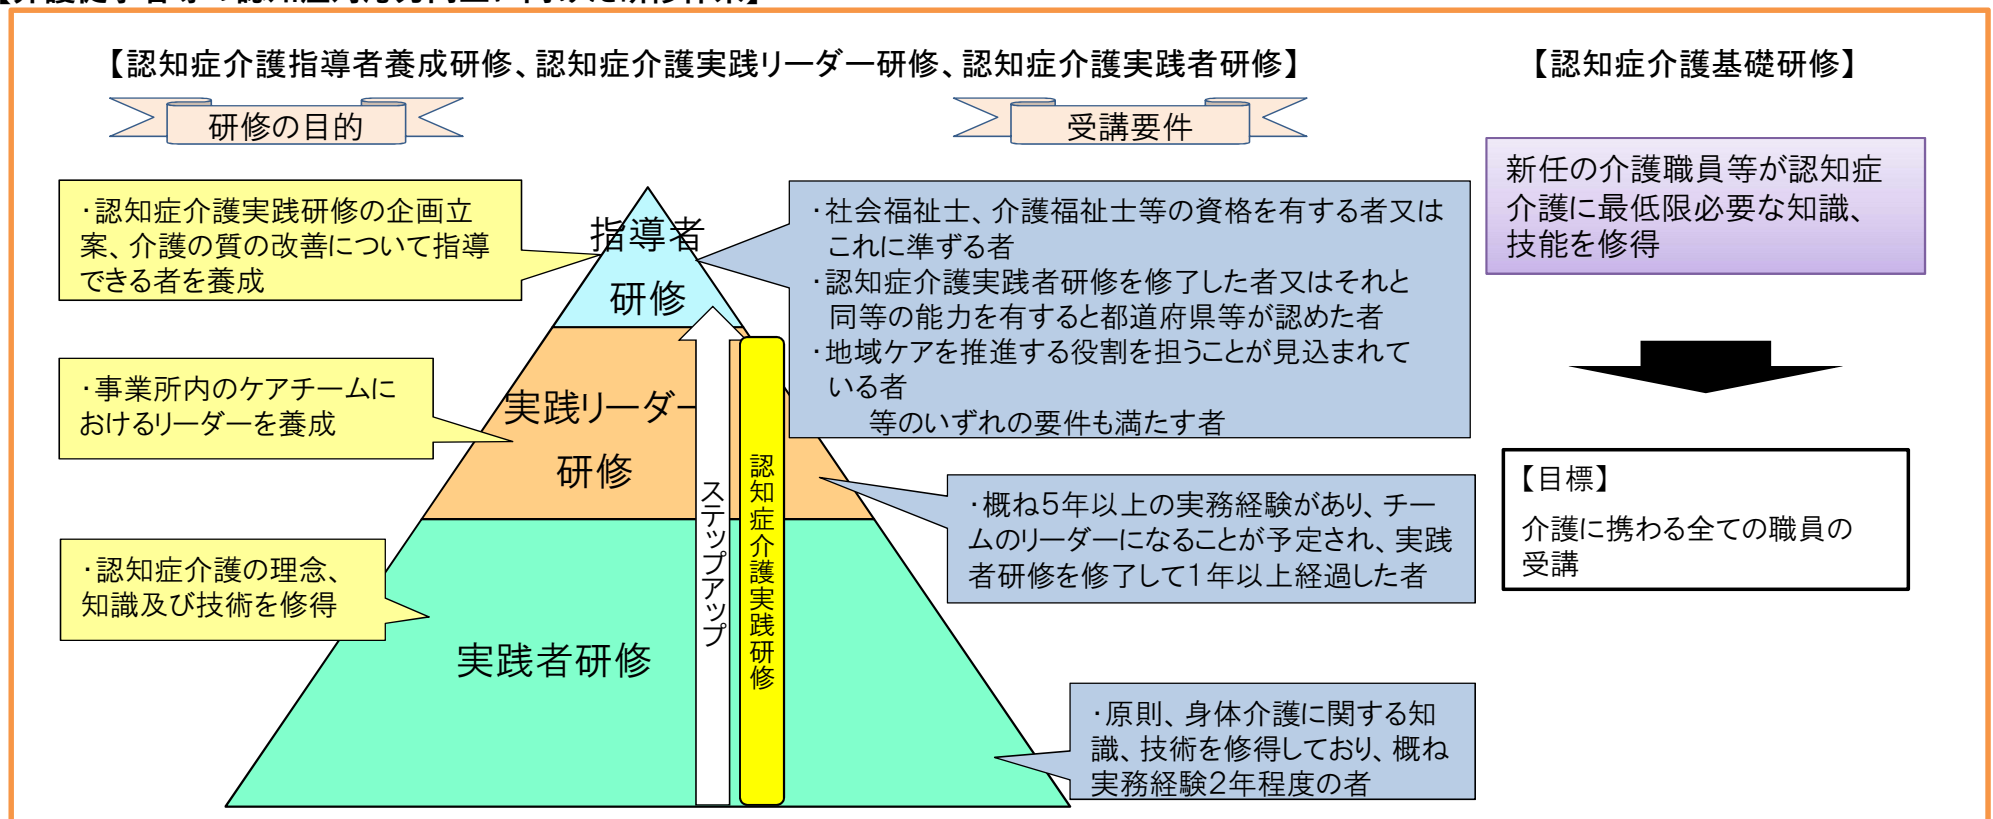 【認知症介護指導者養成研修、認知症介護実践リーダー研修、認知症介護実践者研修】
研修の目的
受講要件
・認知症介護実践研修の企画立
案、介護の質の改善について指導
できる者を養成
・事業所内のケアチームに
おけるリーダーを養成
・認知症介護の理念、
知識及び技術を修得
指導者
研修
実践リーダー
研修
実践者研修
ステップアップ
認知症介護実践研修
・社会福祉士、介護福祉士等の資格を有する者又は
これに準ずる者
・認知症介護実践者研修を修了した者又はそれと
同等の能力を有すると都道府県等が認めた者
・地域ケアを推進する役割を担うことが見込まれて
いる者
等のいずれの要件も満たす者
・概ね5年以上の実務経験があり、チー
ムのリーダーになることが予定され、実践
者研修を修了して1年以上経過した者
・原則、身体介護に関する知
識、技術を修得しており、概ね
実務経験2年程度の者
【認知症介護基礎研修】
新任の介護職員等が認知症
介護に最低限必要な知識、
技能を修得
【目標】
介護に携わる全ての職員の
受講